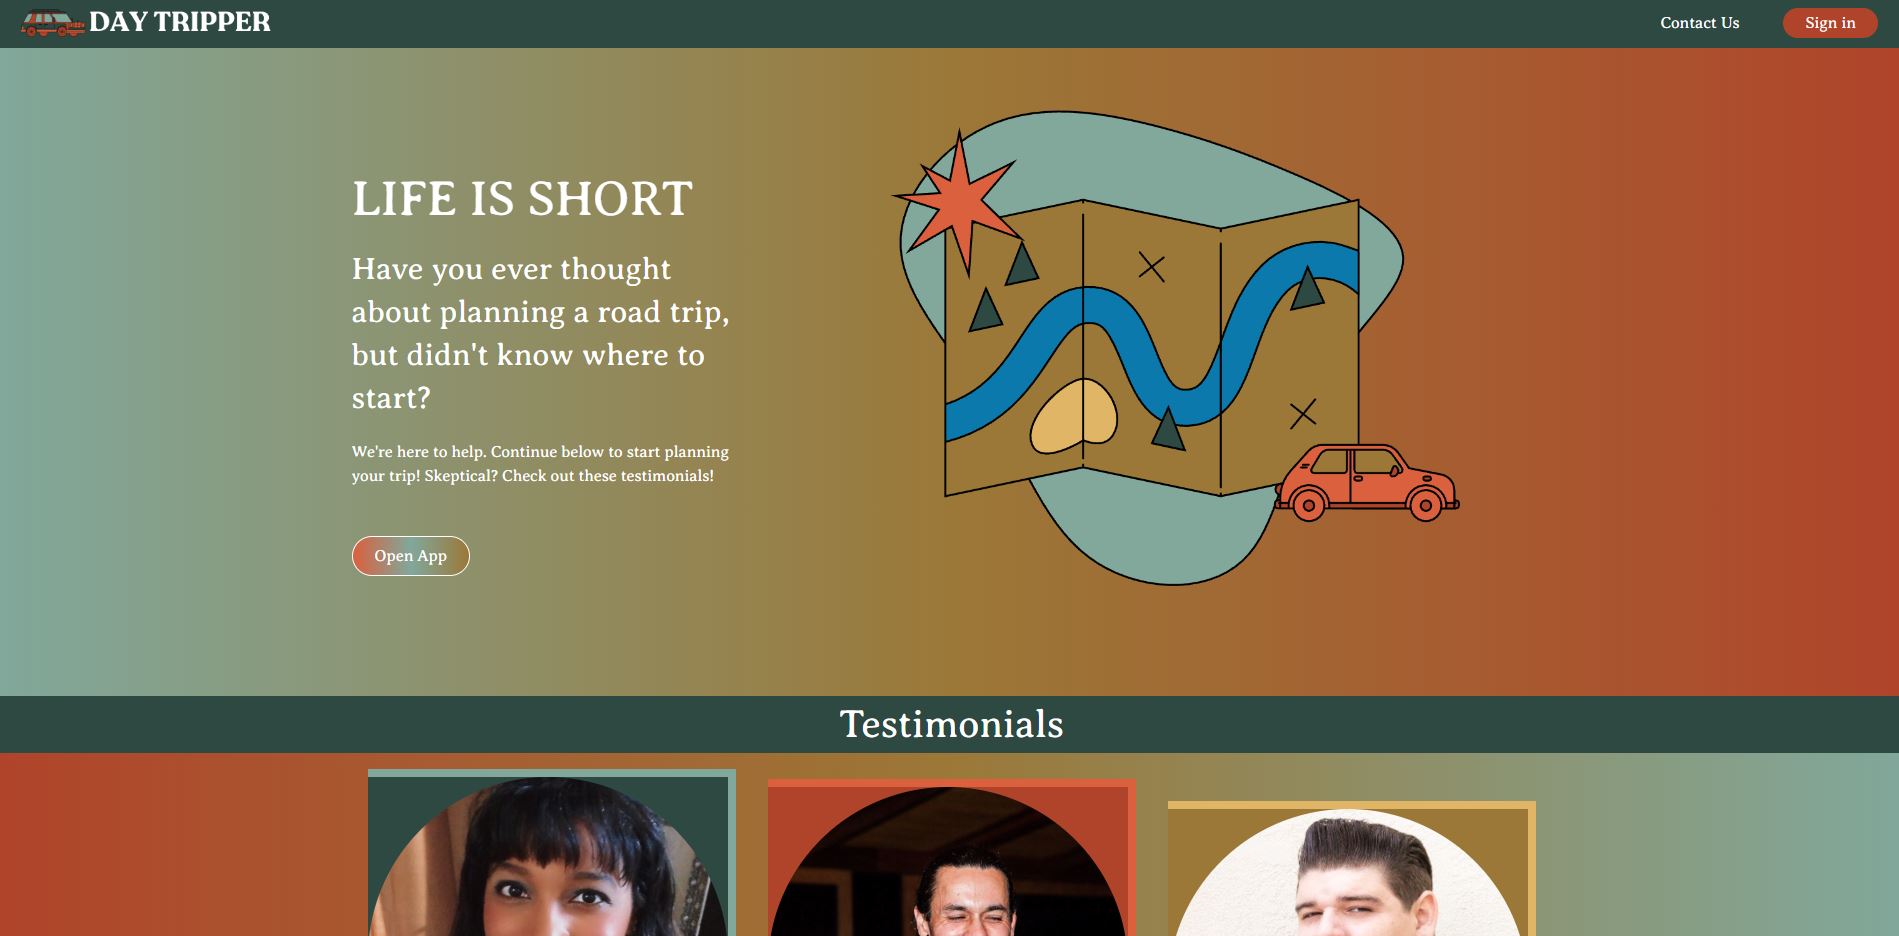 DAY TRIPPER
Contact Us
Sign in
LIFE IS SHORT
Have you ever thought
about planning a road trip,
but didn't know where to
start?
We're here to help. Continue below to start planning
your trip! Skeptical? Check out these testimonials!
Open App
Testimonials